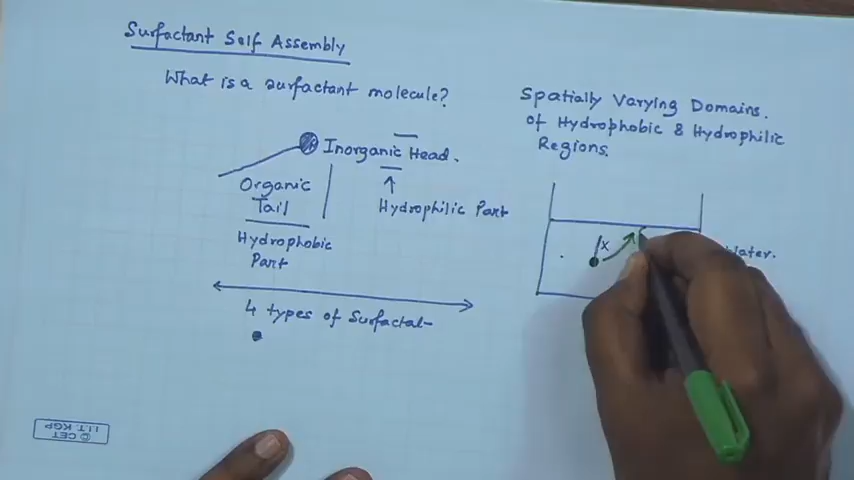 Surfactant Self Assembly
What is a surfactant molecule?
Inorganic Head.
Organic
Tail
Hydrophilic Part
Hydrophobic
Part
4 types of Surfactal
Spatially Varying Domains.
of Hydrophobic & Hydrophilic
Regions.
x
© CET
I.I.T. KGP